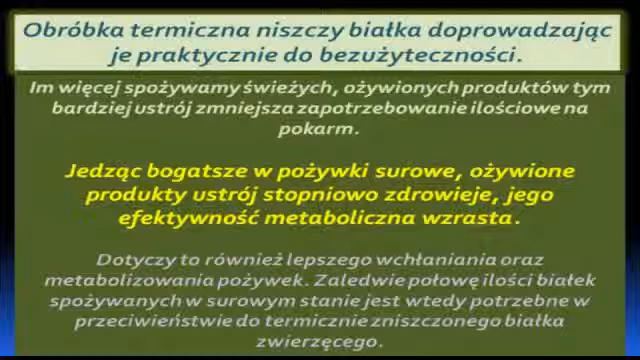 Obróbka termiczna niszczy białka doprowadzając
je praktycznie do bezużyteczności.
Im więcej spożywamy świeżych, ożywionych produktów tym
bardziej ustrój zmniejsza zapotrzebowanie ilościowe na
pokarm.
Jedząc bogatsze w pożywki surowe, ożywione
produkty ustrój stopniowo zdrowieje, jego
efektywność metaboliczna wzrasta.
Dotyczy to również lepszego wchłaniania oraz
metabolizowania pożywek. Zaledwie połowę ilości białek
spożywanych w surowym stanie jest wtedy potrzebne w
przeciwieństwie do termicznie zniszczonego białka
zwierzęcego.